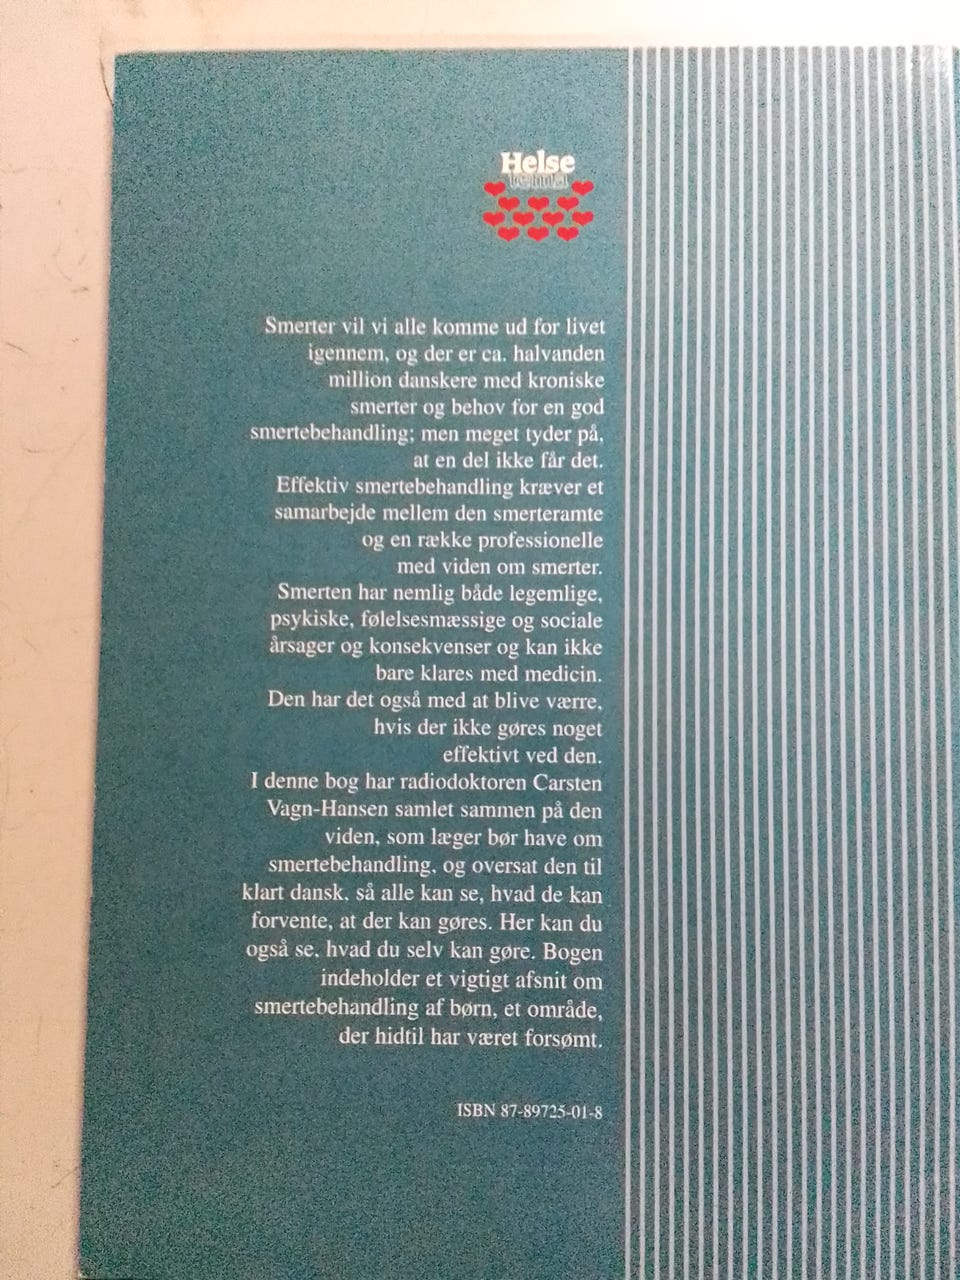 Helse
Smerter vil vi alle komme ud for livet
igennem, og der er ca. halvanden
million danskere med kroniske
smerter og behov for en god
smertebehandling; men meget tyder på,
at en del ikke får det.
Effektiv smertebehandling kræver et
samarbejde mellem den smerteramte
og en række professionelle
med viden om smerter.
Smerten har nemlig både legemlige,
psykiske, følelsesmæssige og sociale
årsager og konsekvenser og kan ikke
bare klares med medicin.
Den har det også med at blive værre,
hvis der ikke gøres noget
effektivt ved den.
I denne bog har radiodoktoren Carsten
Vagn-Hansen samlet sammen på den
viden, som læger bør have om
smertebehandling, og oversat den til
klart dansk, så alle kan se, hvad de kan
forvente, at der kan gøres. Her kan du
også se, hvad du selv kan gøre. Bogen
indeholder et vigtigt afsnit om
smertebehandling af børn, et område,
der hidtil har været forsømt.
ISBN 87-89725-01-8